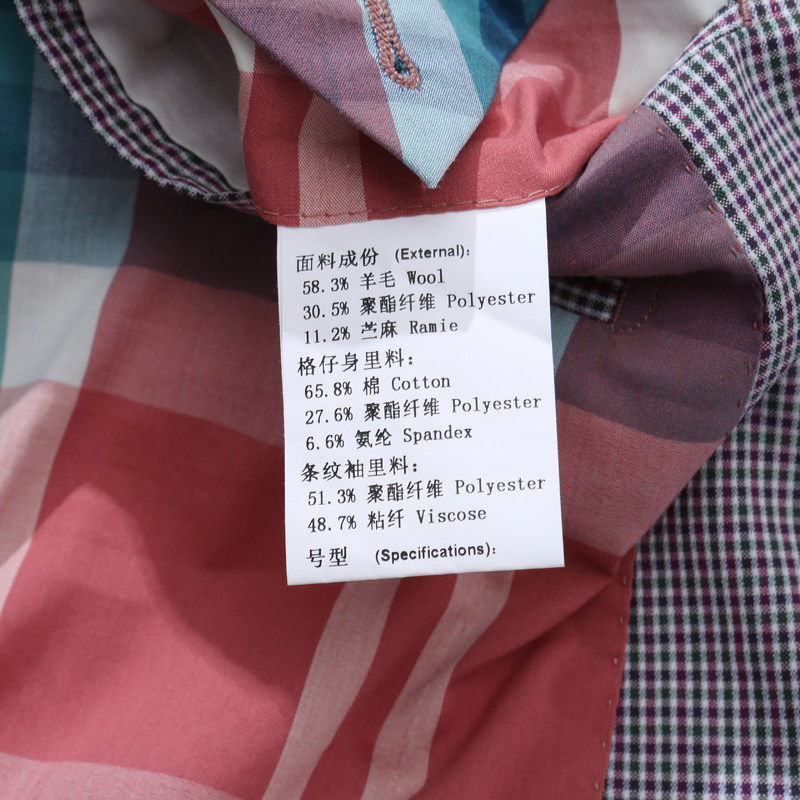 面料成份 (External):
58.3% 羊毛 Wool
30.5% 聚酯纤维 Polyester
11.2% 苎麻 Ramie
格仔身里料:
65.8% 棉 Cotton
27.6% 聚酯纤维 Polyester
6.6% 氨纶 Spandex
条纹袖里料:
51.3% 聚酯纤维 Polyester
48.7% 粘纤 Viscose
号型 (Specifications):